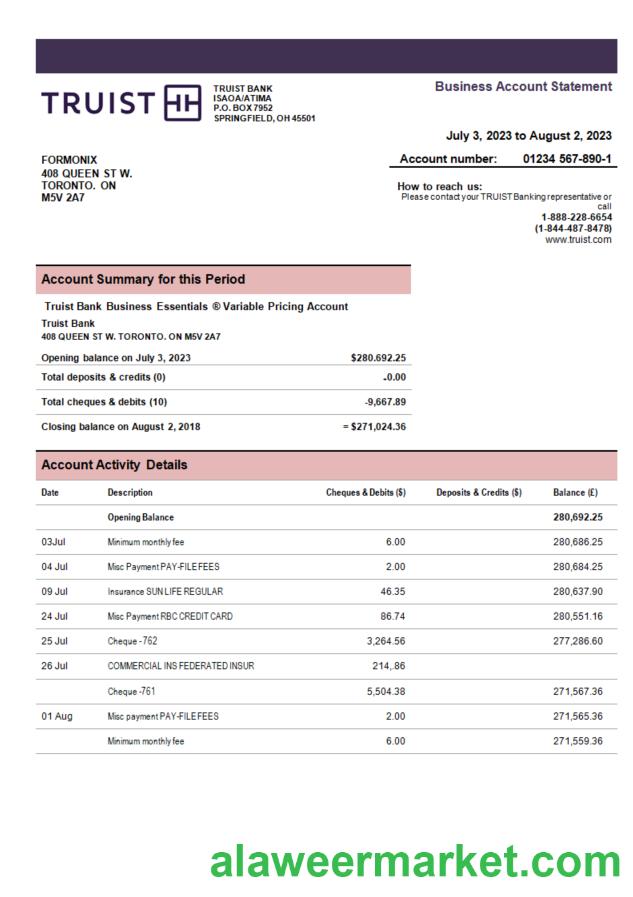 TRUIST
TRUIST BANK
ISAOA/ATIMA
P.O. BOX 7952
SPRINGFIELD, OH 45501
Business Account Statement
July 3, 2023 to August 2, 2023
Account number: 01234 567-890-1
FORMONIX
408 QUEEN ST W.
TORONTO. ON
M5V 2A7
How to reach us:
Please contact your TRUIST Banking representative or
call
1-888-228-6654
(1-844-487-8478)
www.truist.com
Account Summary for this Period
Truist Bank Business Essentials ® Variable Pricing Account
Truist Bank
408 QUEEN ST W. TORONTO. ON M5V 2A7
Opening balance on July 3, 2023 $280.692.25
Total deposits & credits (0) -0.00
Total cheques & debits (10) -9,667.89
Closing balance on August 2, 2018 = $271,024.36
Account Activity Details
Date Description Cheques & Debits ($) Deposits & Credits ($) Balance (£)
Opening Balance 280,692.25
03Jul Minimum monthly fee 6.00 280,686.25
04 Jul Misc Payment PAY-FILE FEES 2.00 280,684.25
09 Jul Insurance SUN LIFE REGULAR 46.35 280,637.90
24 Jul Misc Payment RBC CREDIT CARD 86.74 280,551.16
25 Jul Cheque -762 3,264.56 277,286.60
26 Jul COMMERCIAL INS FEDERATED INSUR 214,.86
Cheque -761 5,504.38 271,567.36
01 Aug Misc payment PAY-FILE FEES 2.00 271,565.36
Minimum monthly fee 6.00 271,559.36
alaweermarket.com